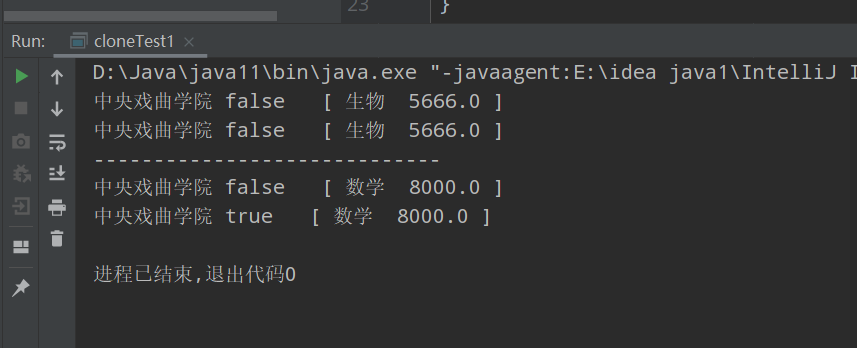 23 }
Run: cloneTest1 ×
D:\Java\java11\bin\java.exe "-javaagent:E:\idea java1\IntelliJ I
中央戏曲学院 false   [ 生物  5666.0 ]
中央戏曲学院 false   [ 生物  5666.0 ]
-----------------------------
中央戏曲学院 false   [ 数学  8000.0 ]
中央戏曲学院 true   [ 数学  8000.0 ]
进程已结束,退出代码0